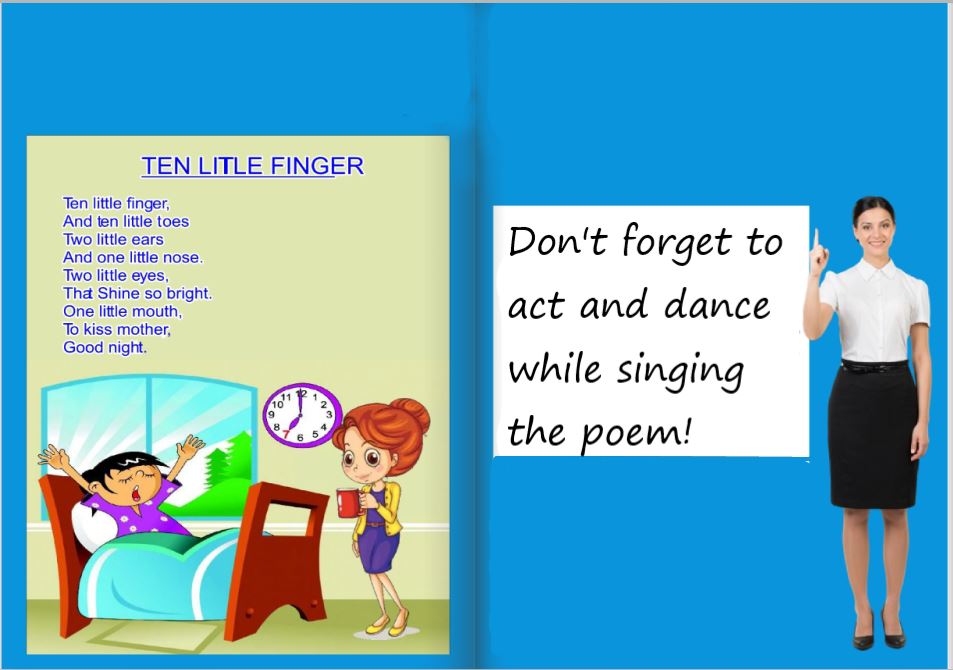 TEN LITLE FINGER
Ten little finger,
And ten little toes
Two little ears
And one little nose.
Two little eyes,
That Shine so bright.
One little mouth,
To kiss mother,
Good night.
12
11 1
10 2
9 3
8 4
7 5
6
Don't forget to
act and dance
while singing
the poem!